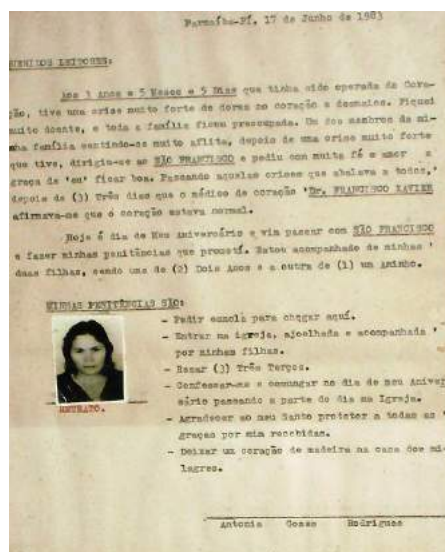 Parnaíba-PI, 17 de Junho de 1983
QUERIDOS LEITORES:
Aos 3 Anos e 5 Meses e 5 Dias que tinha sido operada do Cora-
ção, tive uma crise muito forte de dores no coração e desmaios. Fiquei
muito doente, e toda a família ficou preocupada. Um dos membros da mi-
nha família sentindo-se muito aflita, depois de uma crise muito forte
que tive, dirigiu-se ao SÃO FRANCISCO e pediu com muita fé e amor a
graça de 'eu' ficar boa. Passando aquelas crises que abalava a todos,'
depois de (3) Três dias que o médico de coração 'Dr. FRANCISCO XAVIER
afirmava-me que o coração estava normal.
Hoje é dia de Meu Aniversário e vim passar com SÃO FRANCISCO
e fazer minhas penitências que prometí. Estou acompanhado de minhas '
duas filhas, sendo uma de (2) Dois Anos e a outra de (1) um Aninho.
MINHAS PENITÊNCIAS SÃO:
- Pedir esmola para chegar aquí.
- Entrar na igreja, ajoelhada e acompanhada '
por minhas filhas.
- Rezar (3) Três Terços.
- Confessar-me e comungar no dia de meu Aniver
sário passando a parte do dia na Igreja.
- Agradecer ao meu Santo protetor a todas as '
graças por mim recebidas.
- Deixar um coração de madeira na casa dos mi-
lagres.
RETRATO.
Antonia Gomes Rodrigues